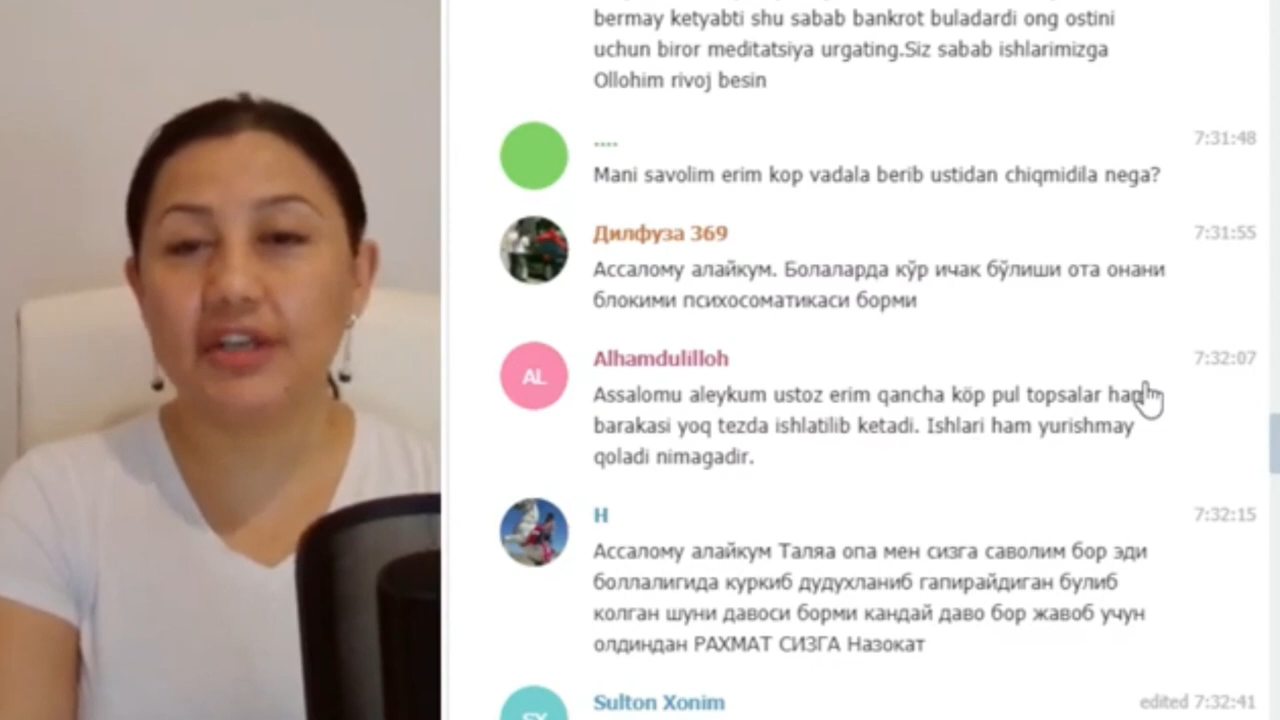 bermay ketyabti shu sabab bankrot buladardi ong ostini
uchun biror meditatsiya urgating.Siz sabab ishlarimizga
Ollohim rivoj besin
....
7:31:48
Mani savolim erim kop vadala berib ustidan chiqmidila nega?
Дилфуза 369
7:31:55
Ассалому алайкум. Болаларда кўр ичак бўлиши ота онани
блокими психосоматикаси борми
AL
Alhamdulilloh
7:32:07
Assalomu aleykum ustoz erim qancha köp pul topsalar ham
barakasi yoq tezda ishlatilib ketadi. Ishlari ham yurishmay
qoladi nimagadir.
Н
7:32:15
Ассалому алайкум Таляа опа мен сизга саволим бор эди
боллалигида куркиб дудухланиб гапирайдиган булиб
колган шуни давоси борми кандай даво бор жавоб учун
олдиндан РАХМАТ СИЗГА Назокат
SX
Sulton Xonim
edited 7:32:41